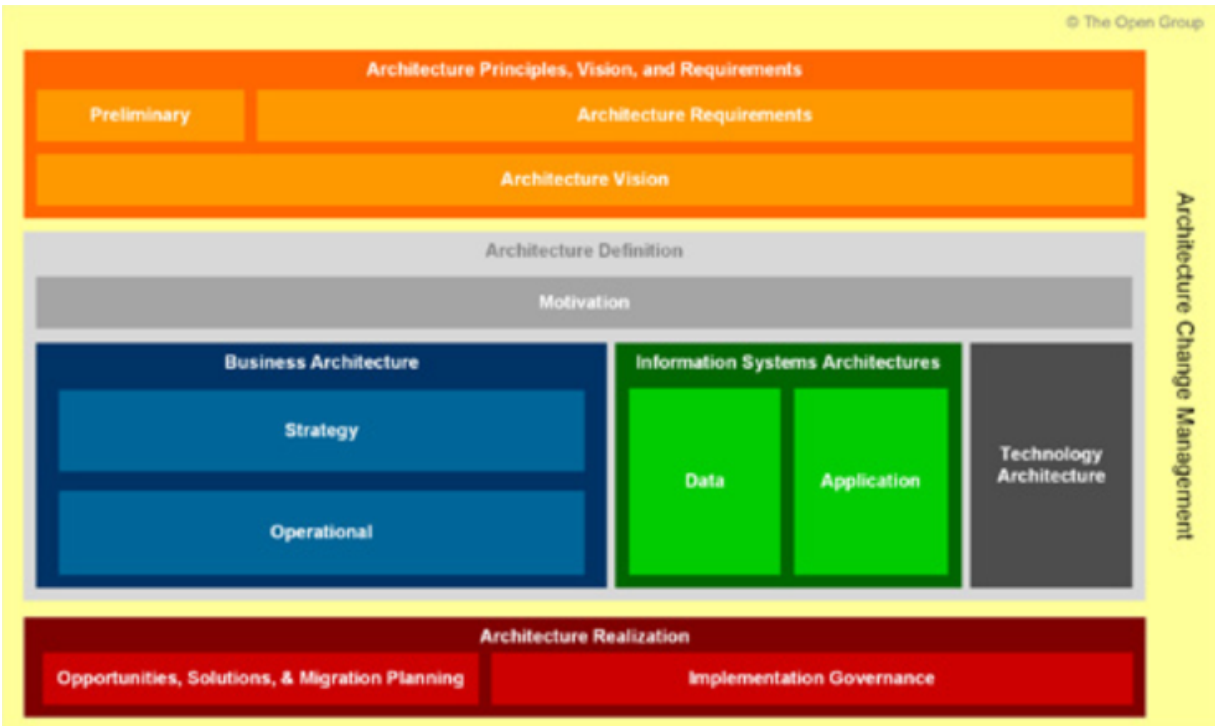 © The Open Group
Architecture Principles, Vision, and Requirements
Preliminary
Architecture Requirements
Architecture Vision
Architecture Definition
Motivation
Business Architecture
Strategy
Operational
Information Systems Architectures
Data
Application
Technology
Architecture
Architecture Realization
Opportunities, Solutions, & Migration Planning
Implementation Governance
Architecture Change Management